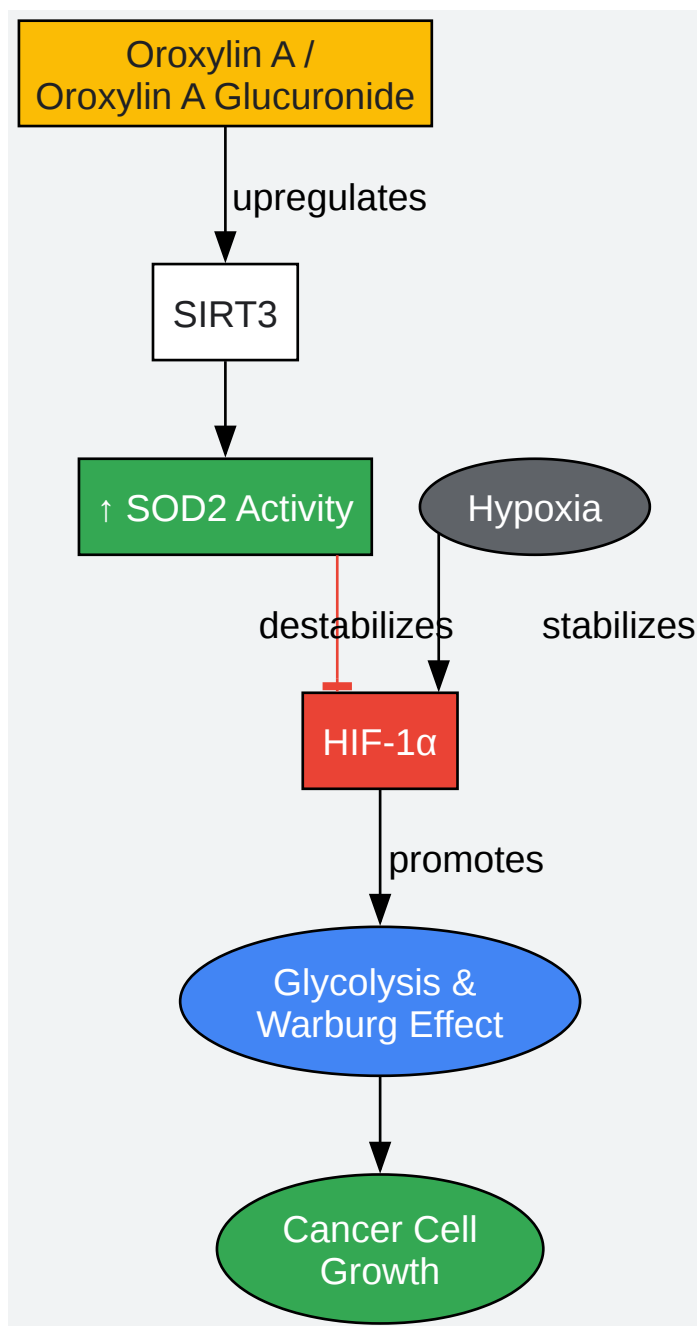 Oroxylin A /
Oroxylin A Glucuronide
upregulates
SIRT3
↑ SOD2 Activity
Hypoxia
destabilizes
stabilizes
HIF-1α
promotes
Glycolysis &
Warburg Effect
Cancer Cell
Growth